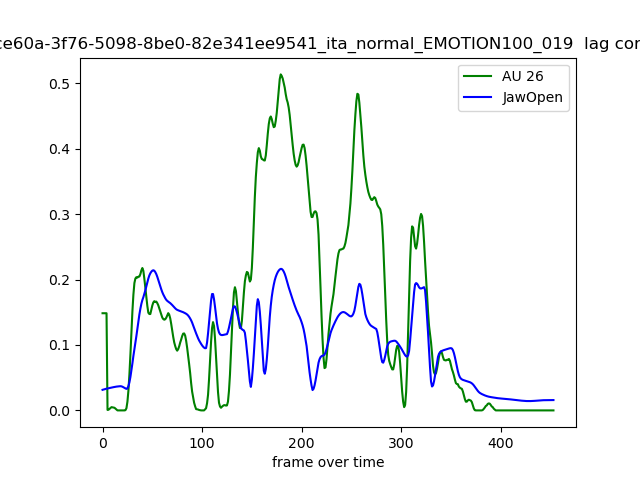 ce60a-3f76-5098-8be0-82e341ee9541_ita_normal_EMOTION100_019 lag cor
AU 26
JawOpen
0.5
0.4
0.3
0.2
0.1
0.0
0 100 200 300 400
frame over time